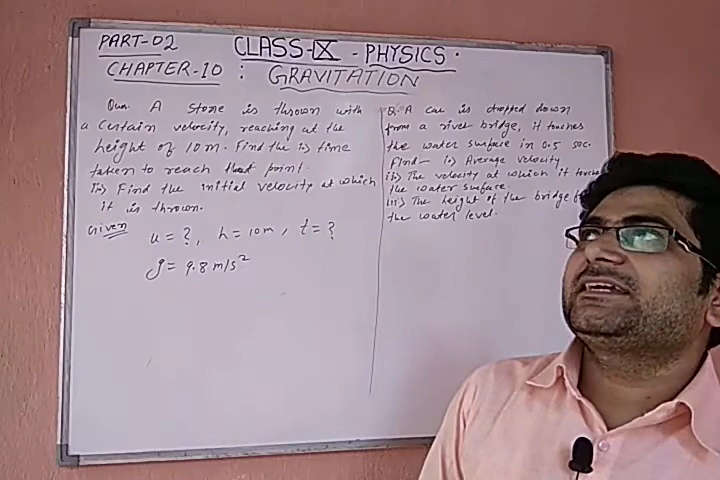 PART-02
CLASS-IX - PHYSICS.
CHAPTER-10 : GRAVITATION
Que. A stone is thrown with
a certain velocity, reaching at the
height of 10m. Find the i) time
taken to reach that point.
ii) Find the initial velocity at which
it is thrown.
Given u = ?, h = 10m, t = ?
g = 9.8 m/s²
Q. A car is dropped down
from a river bridge, it touches
the water surface in 0.5 sec.
Find- i) Average velocity
ii) The velocity at which it touch
the water surface.
iii) The height of the bridge
the water level.